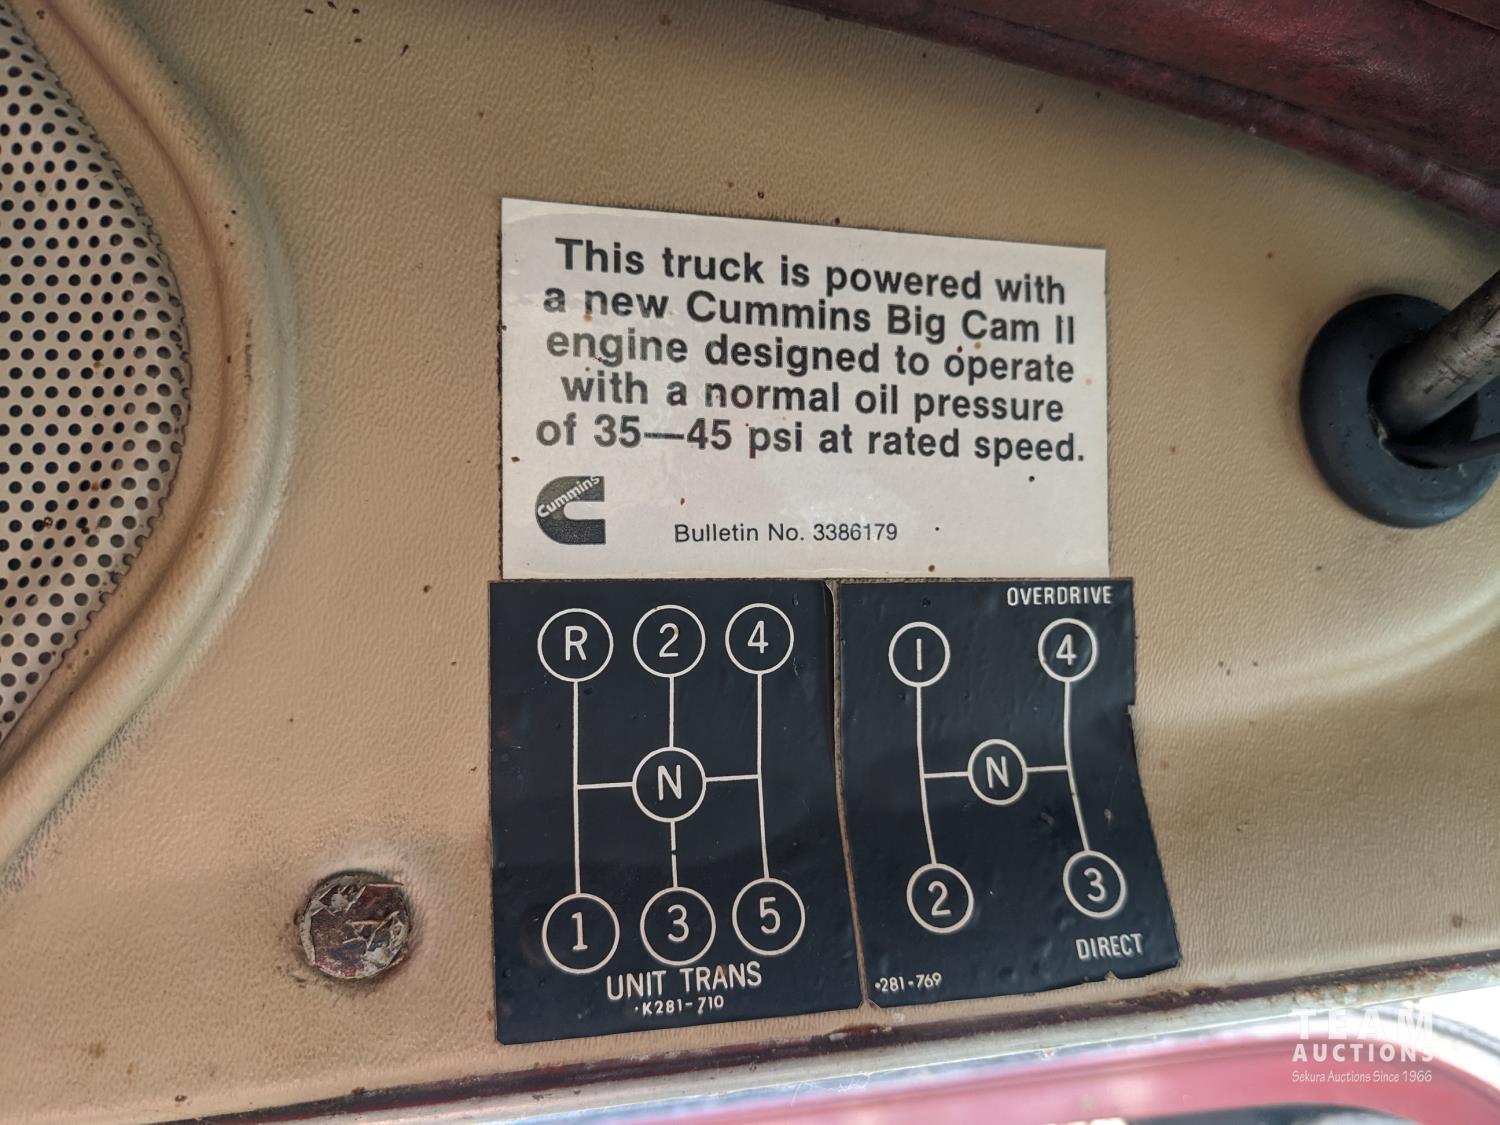 This truck is powered with
a new Cummins Big Cam II
engine designed to operate
with a normal oil pressure
of 35—45 psi at rated speed.
Cummins
Bulletin No. 3386179
R 2 4
N
1 3 5
UNIT TRANS
·K281-710
OVERDRIVE
1 4
N
2 3
DIRECT
·281-769
TEAM
AUCTIONS
Sekura Auctions Since 1966